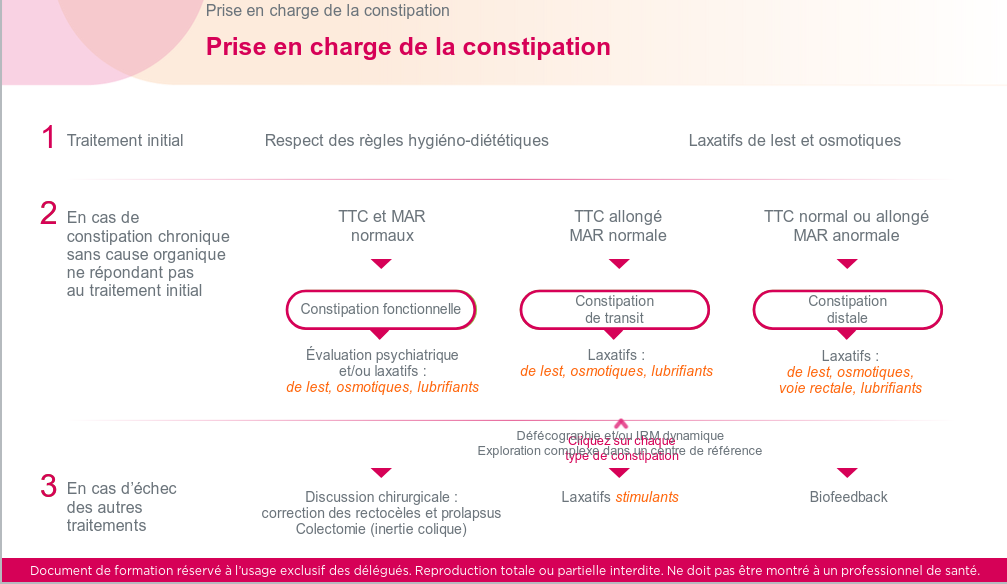 Prise en charge de la constipation
Prise en charge de la constipation
1
Traitement initial
Respect des règles hygiéno-diététiques
Laxatifs de lest et osmotiques
2
En cas de
constipation chronique
sans cause organique
ne répondant pas
au traitement initial
TTC et MAR
normaux
Constipation fonctionnelle
Évaluation psychiatrique
et/ou laxatifs :
de lest, osmotiques, lubrifiants
TTC allongé
MAR normale
Constipation
de transit
Laxatifs :
de lest, osmotiques, lubrifiants
TTC normal ou allongé
MAR anormale
Constipation
distale
Laxatifs :
de lest, osmotiques,
voie rectale, lubrifiants
Défécographie et/ou IRM dynamique
Exploration complexe dans un centre de référence
Cliquez sur chaque
type de constipation
3
En cas d'échec
des autres
traitements
Discussion chirurgicale :
correction des rectocèles et prolapsus
Colectomie (inertie colique)
Laxatifs stimulants
Biofeedback
Document de formation réservé à l'usage exclusif des délégués. Reproduction totale ou partielle interdite. Ne doit pas être montré à un professionnel de santé.